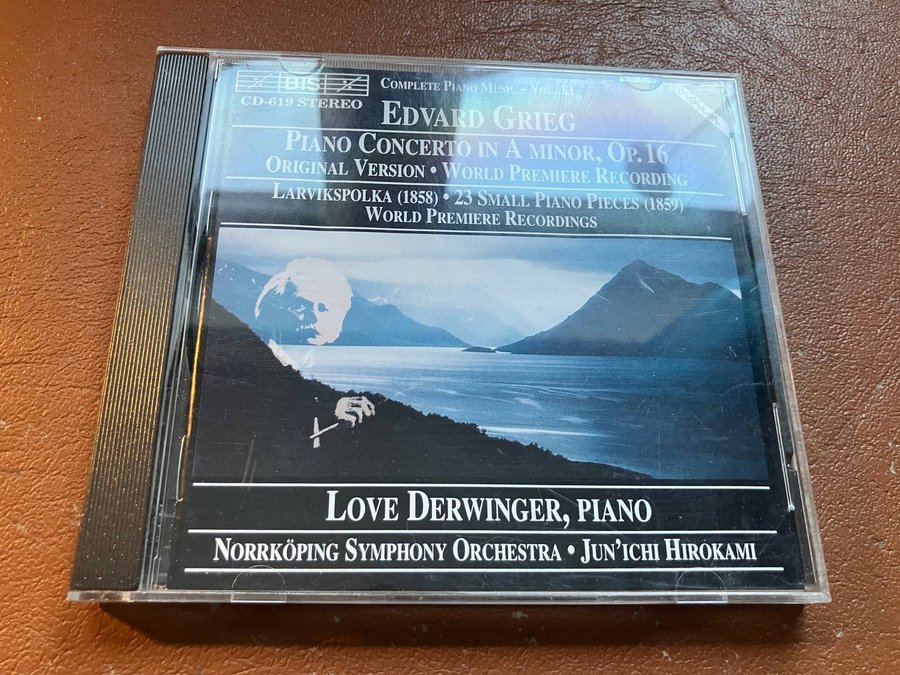 BIS
CD-619 STEREO
COMPLETE PIANO MUSIC – VOL. XI
EDVARD GRIEG
PIANO CONCERTO IN A MINOR, OP. 16
ORIGINAL VERSION • WORLD PREMIERE RECORDING
LARVIKSPOLKA (1858) • 23 SMALL PIANO PIECES (1859)
WORLD PREMIERE RECORDINGS
LOVE DERWINGER, PIANO
NORRKÖPING SYMPHONY ORCHESTRA • JUN'ICHI HIROKAMI